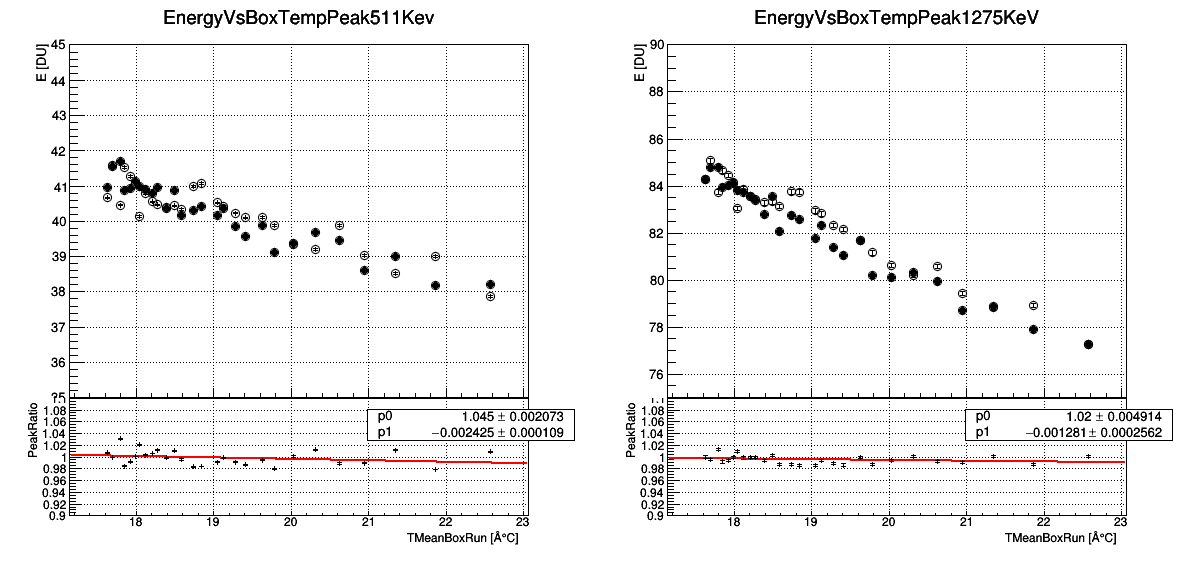 EnergyVsBoxTempPeak511Kev
E [DU]
45
44
43
42
41
40
39
38
37
36
PeakRatio
1.08
1.06
1.04
1.02
1
0.98
0.96
0.94
0.92
0.9
p0 1.045 ± 0.002073
p1 −0.002425 ± 0.000109
18 19 20 21 22 23
TMeanBoxRun [Å°C]
EnergyVsBoxTempPeak1275KeV
E [DU]
90
88
86
84
82
80
78
76
PeakRatio
1.08
1.06
1.04
1.02
1
0.98
0.96
0.94
0.92
0.9
p0 1.02 ± 0.004914
p1 −0.001281 ± 0.0002562
18 19 20 21 22 23
TMeanBoxRun [Å°C]